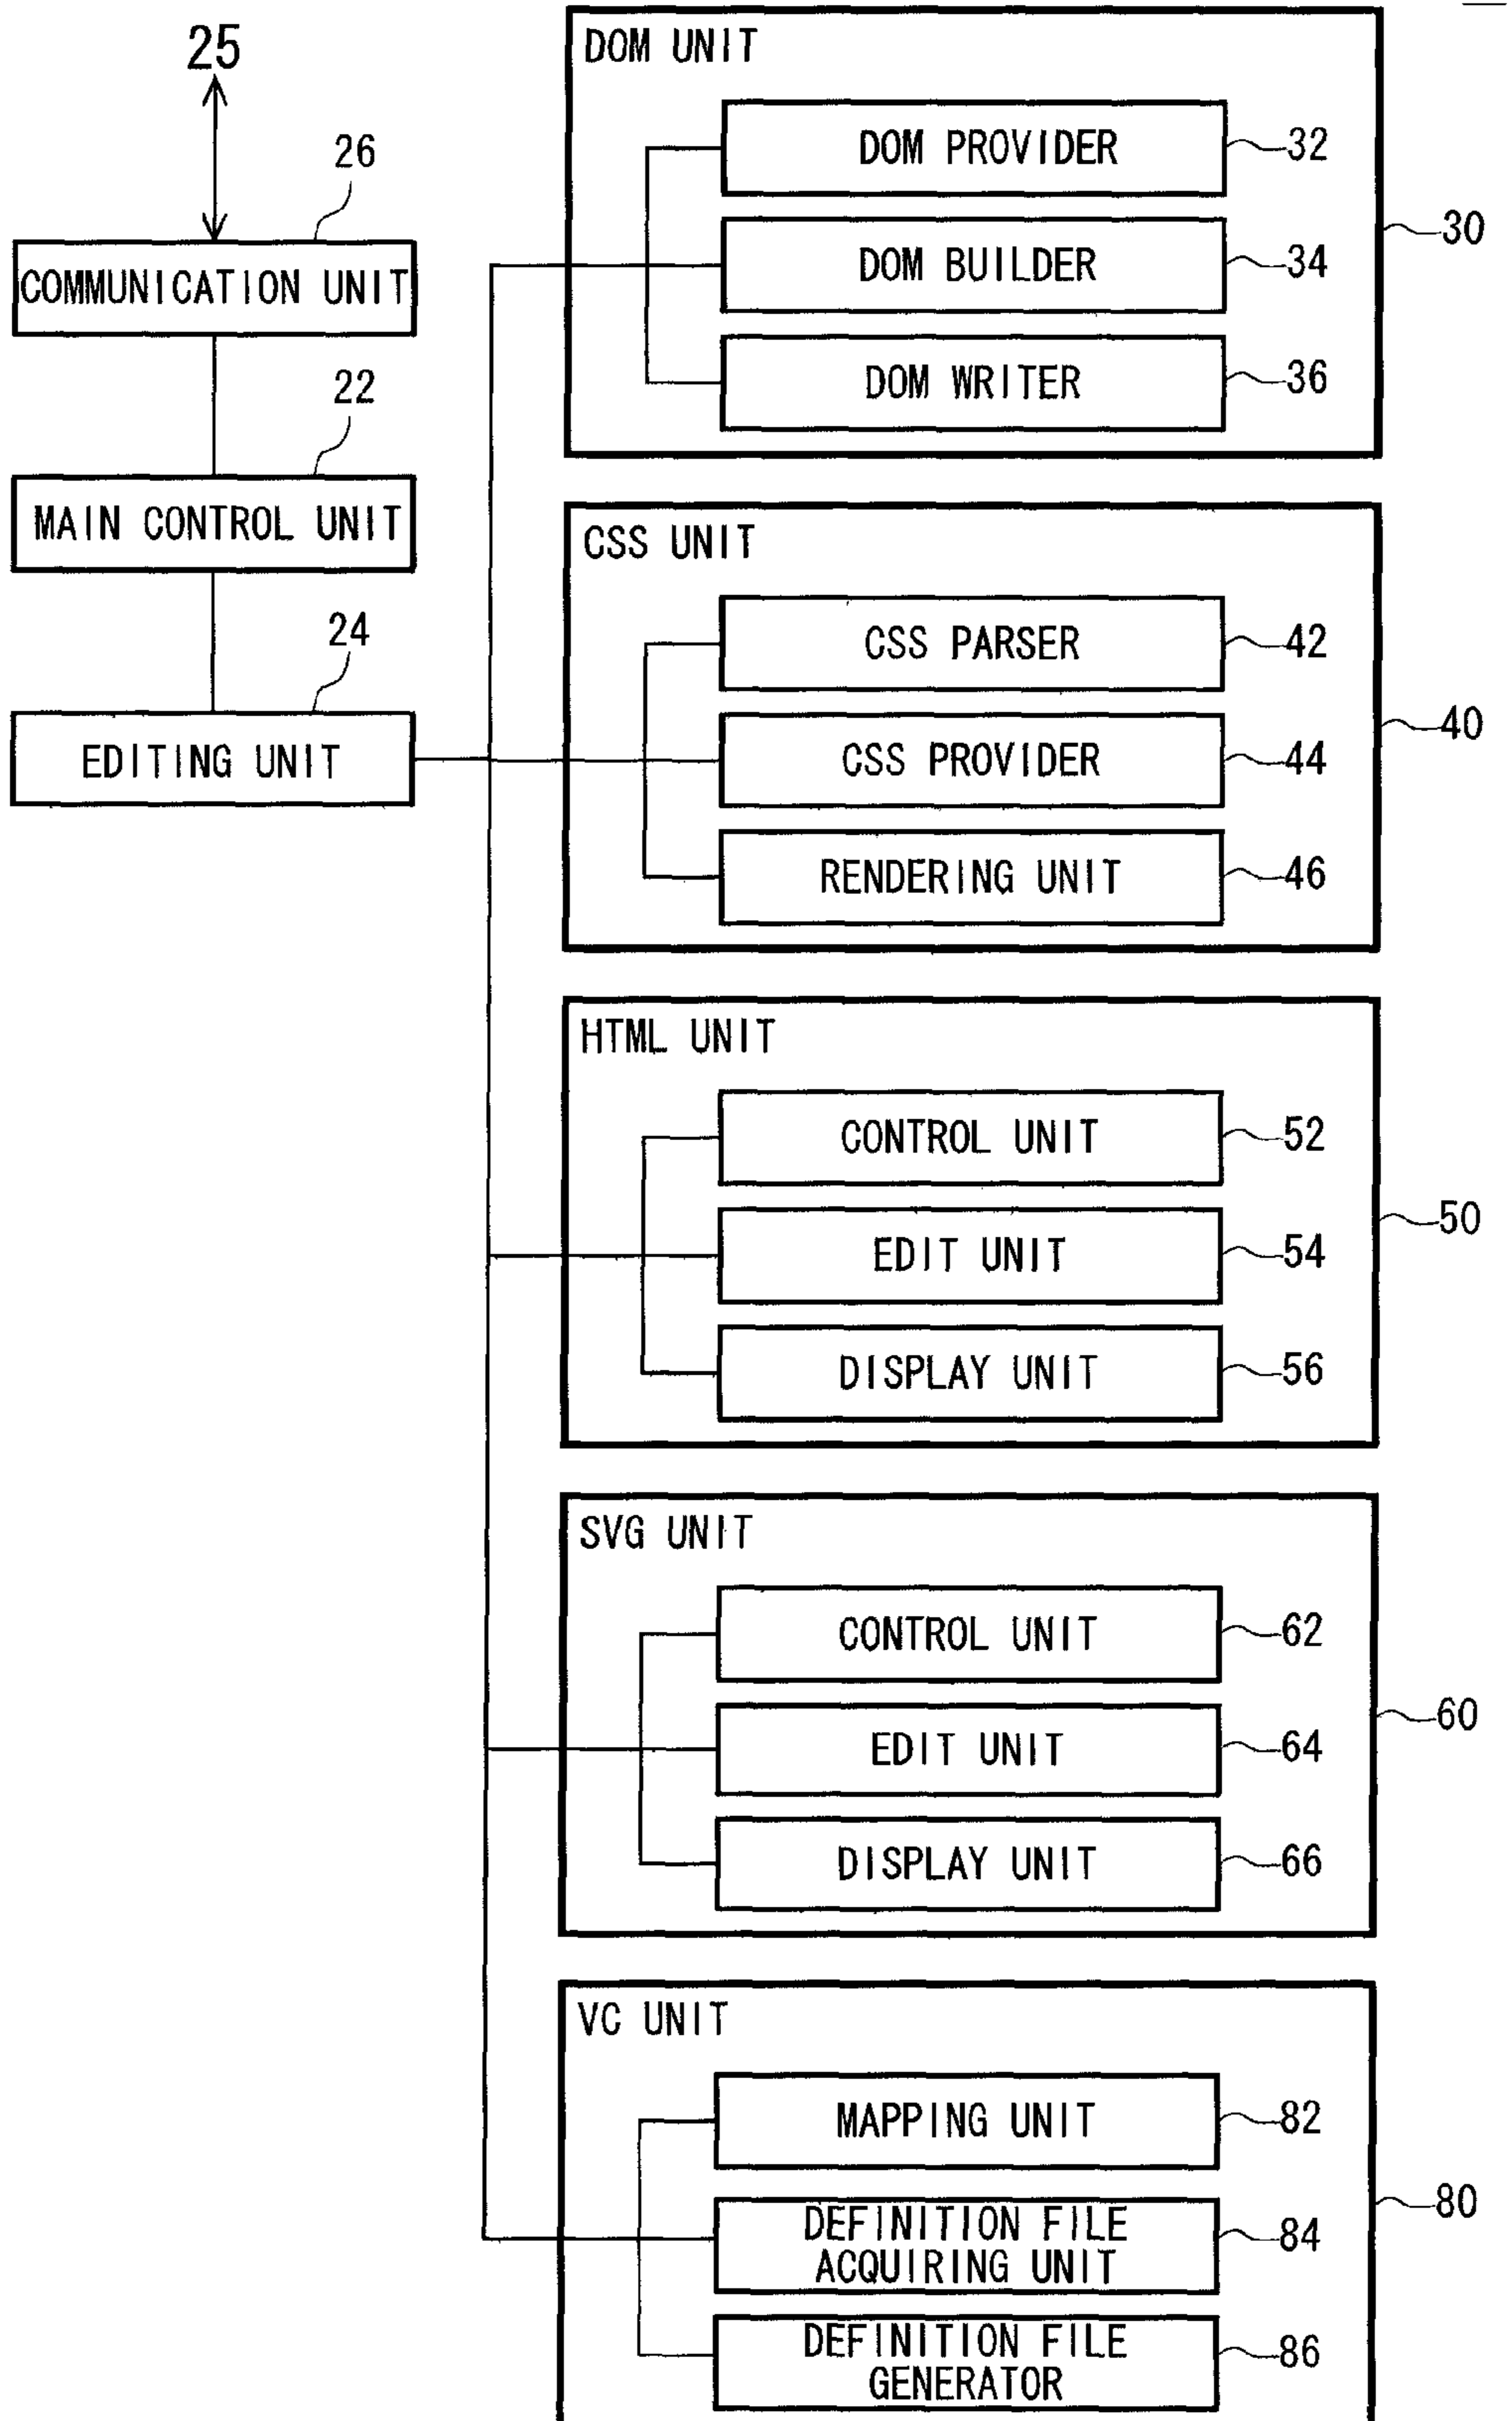 25
26
COMMUNICATION UNIT
22
MAIN CONTROL UNIT
24
EDITING UNIT
DOM UNIT
DOM PROVIDER 32
DOM BUILDER 34
DOM WRITER 36
30
CSS UNIT
CSS PARSER 42
CSS PROVIDER 44
RENDERING UNIT 46
40
HTML UNIT
CONTROL UNIT 52
EDIT UNIT 54
DISPLAY UNIT 56
50
SVG UNIT
CONTROL UNIT 62
EDIT UNIT 64
DISPLAY UNIT 66
60
VC UNIT
MAPPING UNIT 82
DEFINITION FILE
ACQUIRING UNIT 84
DEFINITION FILE
GENERATOR 86
80